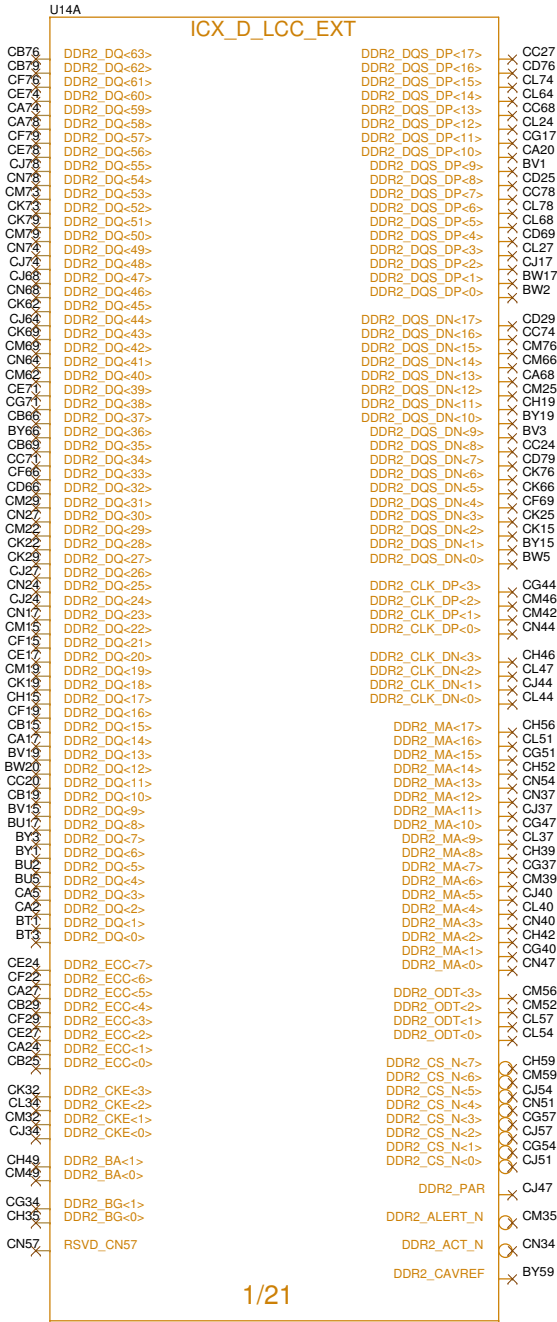 U14A
ICX_D_LCC_EXT
CB76 DDR2_DQ<63> DDR2_DQS_DP<17> CC27
CB79 DDR2_DQ<62> DDR2_DQS_DP<16> CD76
CF76 DDR2_DQ<61> DDR2_DQS_DP<15> CL74
CE74 DDR2_DQ<60> DDR2_DQS_DP<14> CL64
CA74 DDR2_DQ<59> DDR2_DQS_DP<13> CC68
CA78 DDR2_DQ<58> DDR2_DQS_DP<12> CL24
CF79 DDR2_DQ<57> DDR2_DQS_DP<11> CG17
CE78 DDR2_DQ<56> DDR2_DQS_DP<10> CA20
CJ78 DDR2_DQ<55> DDR2_DQS_DP<9> BV1
CN78 DDR2_DQ<54> DDR2_DQS_DP<8> CD25
CM73 DDR2_DQ<53> DDR2_DQS_DP<7> CC78
CK73 DDR2_DQ<52> DDR2_DQS_DP<6> CL78
CK79 DDR2_DQ<51> DDR2_DQS_DP<5> CL68
CM79 DDR2_DQ<50> DDR2_DQS_DP<4> CD69
CN74 DDR2_DQ<49> DDR2_DQS_DP<3> CL27
CJ74 DDR2_DQ<48> DDR2_DQS_DP<2> CJ17
CJ68 DDR2_DQ<47> DDR2_DQS_DP<1> BW17
CN68 DDR2_DQ<46> DDR2_DQS_DP<0> BW2
CK62 DDR2_DQ<45>
CJ64 DDR2_DQ<44> DDR2_DQS_DN<17> CD29
CK69 DDR2_DQ<43> DDR2_DQS_DN<16> CC74
CM69 DDR2_DQ<42> DDR2_DQS_DN<15> CM76
CN64 DDR2_DQ<41> DDR2_DQS_DN<14> CM66
CM62 DDR2_DQ<40> DDR2_DQS_DN<13> CA68
CE71 DDR2_DQ<39> DDR2_DQS_DN<12> CM25
CG71 DDR2_DQ<38> DDR2_DQS_DN<11> CH19
CB66 DDR2_DQ<37> DDR2_DQS_DN<10> BY19
BY66 DDR2_DQ<36> DDR2_DQS_DN<9> BV3
CB69 DDR2_DQ<35> DDR2_DQS_DN<8> CC24
CC71 DDR2_DQ<34> DDR2_DQS_DN<7> CD79
CF66 DDR2_DQ<33> DDR2_DQS_DN<6> CK76
CD66 DDR2_DQ<32> DDR2_DQS_DN<5> CK66
CM29 DDR2_DQ<31> DDR2_DQS_DN<4> CF69
CN27 DDR2_DQ<30> DDR2_DQS_DN<3> CK25
CM22 DDR2_DQ<29> DDR2_DQS_DN<2> CK15
CK22 DDR2_DQ<28> DDR2_DQS_DN<1> BY15
CK29 DDR2_DQ<27> DDR2_DQS_DN<0> BW5
CJ27 DDR2_DQ<26>
CN24 DDR2_DQ<25> DDR2_CLK_DP<3> CG44
CJ24 DDR2_DQ<24> DDR2_CLK_DP<2> CM46
CN17 DDR2_DQ<23> DDR2_CLK_DP<1> CM42
CM15 DDR2_DQ<22> DDR2_CLK_DP<0> CN44
CF15 DDR2_DQ<21>
CE17 DDR2_DQ<20> DDR2_CLK_DN<3> CH46
CM19 DDR2_DQ<19> DDR2_CLK_DN<2> CL47
CK19 DDR2_DQ<18> DDR2_CLK_DN<1> CJ44
CH15 DDR2_DQ<17> DDR2_CLK_DN<0> CL44
CF19 DDR2_DQ<16>
CB15 DDR2_DQ<15> DDR2_MA<17> CH56
CA17 DDR2_DQ<14> DDR2_MA<16> CL51
BV19 DDR2_DQ<13> DDR2_MA<15> CG51
BW20 DDR2_DQ<12> DDR2_MA<14> CH52
CC20 DDR2_DQ<11> DDR2_MA<13> CN54
CB19 DDR2_DQ<10> DDR2_MA<12> CN37
BV15 DDR2_DQ<9> DDR2_MA<11> CJ37
BU17 DDR2_DQ<8> DDR2_MA<10> CG47
BY3 DDR2_DQ<7> DDR2_MA<9> CL37
BY1 DDR2_DQ<6> DDR2_MA<8> CH39
BU2 DDR2_DQ<5> DDR2_MA<7> CG37
BU5 DDR2_DQ<4> DDR2_MA<6> CM39
CA5 DDR2_DQ<3> DDR2_MA<5> CJ40
CA2 DDR2_DQ<2> DDR2_MA<4> CL40
BT1 DDR2_DQ<1> DDR2_MA<3> CN40
BT3 DDR2_DQ<0> DDR2_MA<2> CH42
DDR2_MA<1> CG40
CE24 DDR2_ECC<7> DDR2_MA<0> CN47
CF22 DDR2_ECC<6>
CA27 DDR2_ECC<5> DDR2_ODT<3> CM56
CB29 DDR2_ECC<4> DDR2_ODT<2> CM52
CF29 DDR2_ECC<3> DDR2_ODT<1> CL57
CE27 DDR2_ECC<2> DDR2_ODT<0> CL54
CA24 DDR2_ECC<1>
CB25 DDR2_ECC<0> DDR2_CS_N<7> CH59
DDR2_CS_N<6> CM59
CK32 DDR2_CKE<3> DDR2_CS_N<5> CJ54
CL34 DDR2_CKE<2> DDR2_CS_N<4> CN51
CM32 DDR2_CKE<1> DDR2_CS_N<3> CG57
CJ34 DDR2_CKE<0> DDR2_CS_N<2> CJ57
DDR2_CS_N<1> CG54
CH49 DDR2_BA<1> DDR2_CS_N<0> CJ51
CM49 DDR2_BA<0>
DDR2_PAR CJ47
CG34 DDR2_BG<1>
CH35 DDR2_BG<0> DDR2_ALERT_N CM35
CN57 RSVD_CN57 DDR2_ACT_N CN34
DDR2_CAVREF BY59
1/21